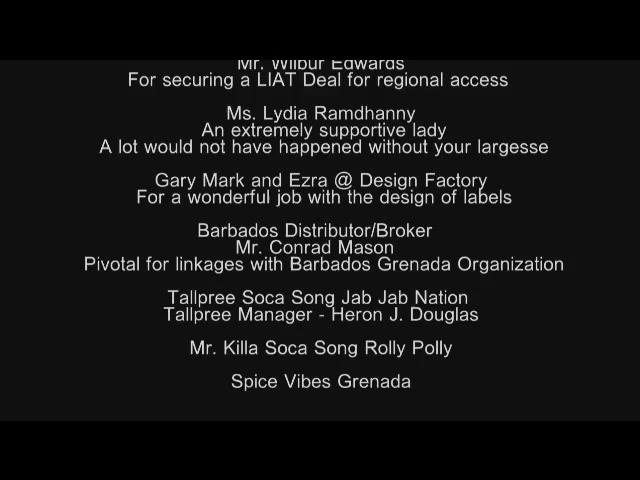 Mr. Wilbur Edwards
For securing a LIAT Deal for regional access
Ms. Lydia Ramdhanny
An extremely supportive lady
A lot would not have happened without your largesse
Gary Mark and Ezra @ Design Factory
For a wonderful job with the design of labels
Barbados Distributor/Broker
Mr. Conrad Mason
Pivotal for linkages with Barbados Grenada Organization
Tallpree Soca Song Jab Jab Nation
Tallpree Manager - Heron J. Douglas
Mr. Killa Soca Song Rolly Polly
Spice Vibes Grenada